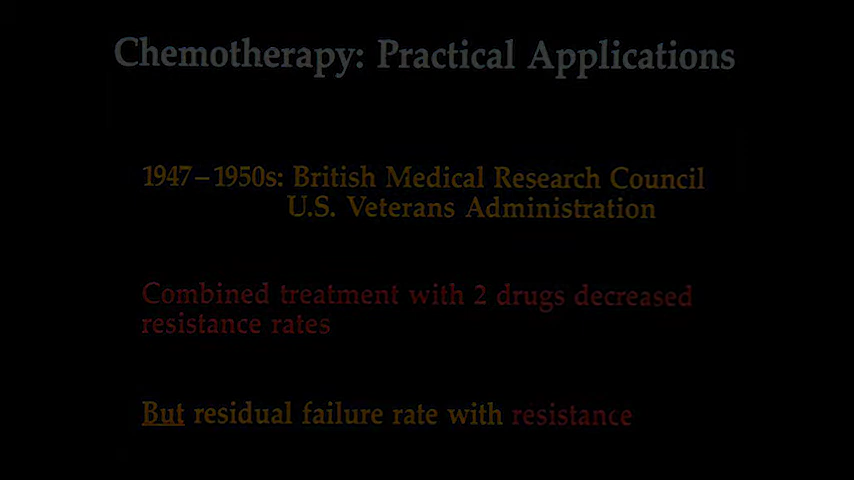 Chemotherapy: Practical Applications
1947–1950s: British Medical Research Council
U.S. Veterans Administration
Combined treatment with 2 drugs decreased
resistance rates
But residual failure rate with resistance